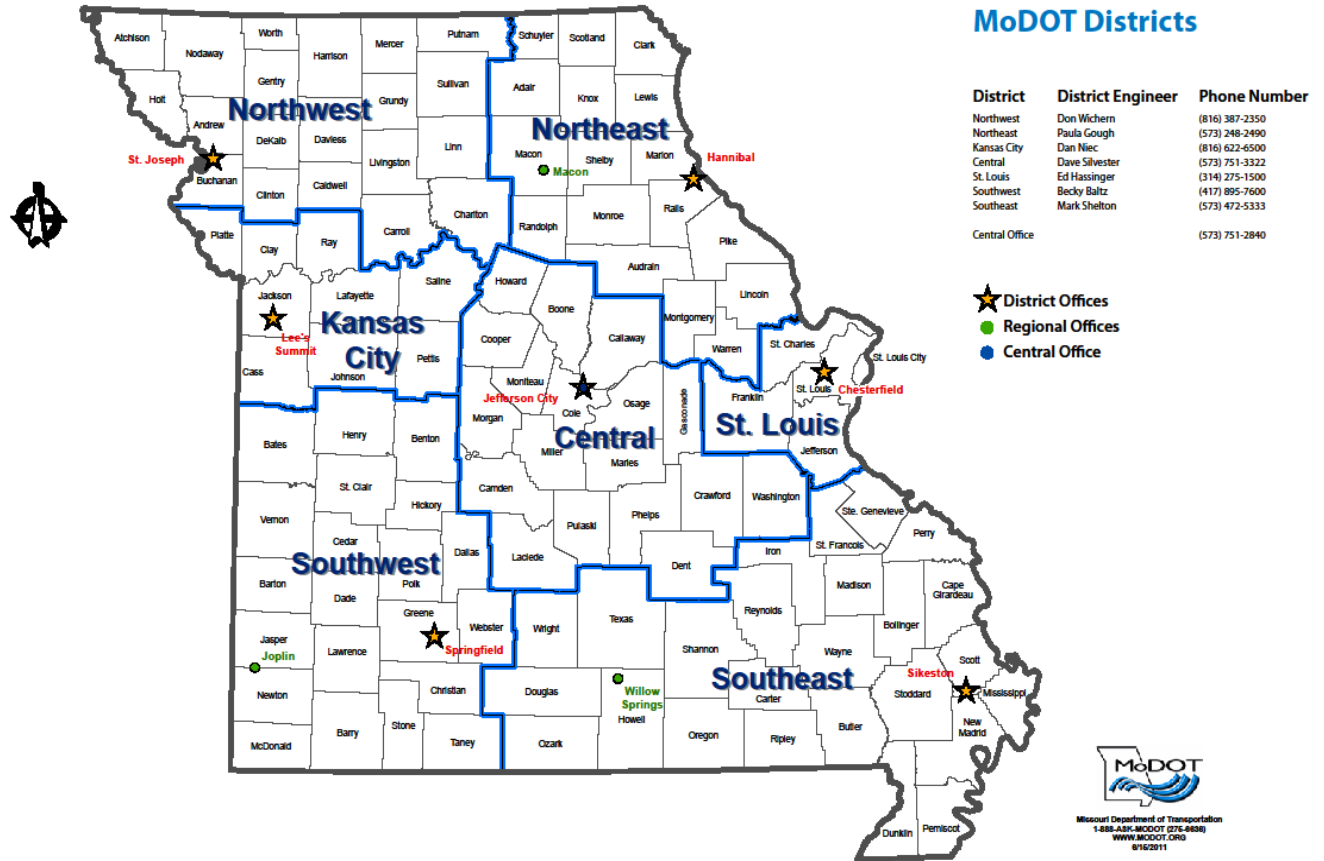 MoDOT Districts
District District Engineer Phone Number
Northwest Don Wichern (816) 387-2350
Northeast Paula Gough (573) 248-2490
Kansas City Dan Niec (816) 622-6500
Central Dave Silvester (573) 751-3322
St. Louis Ed Hassinger (314) 275-1500
Southwest Becky Baltz (417) 895-7600
Southeast Mark Shelton (573) 472-5333
Central Office (573) 751-2840
District Offices
Regional Offices
Central Office
Northwest
Atchison
Nodaway
Worth
Harrison
Mercer
Putnam
Holt
Gentry
Sullivan
Grundy
Andrew
DeKalb
Daviess
Linn
Livingston
St. Joseph
Buchanan
Clinton
Caldwell
Chariton
Carroll
Northeast
Schuyler
Scotland
Clark
Adair
Knox
Lewis
Macon
Macon
Shelby
Marion
Hannibal
Ralls
Monroe
Randolph
Pike
Audrain
Lincoln
Montgomery
Warren
Kansas
City
Platte
Clay
Ray
Jackson
Lafayette
Saline
Lee's
Summit
Cass
Johnson
Pettis
Central
Howard
Boone
Cooper
Callaway
Moniteau
Jefferson City
Cole
Osage
Gasconade
Morgan
Miller
Maries
Camden
Pulaski
Phelps
Crawford
Washington
Laclede
Dent
St. Louis
St. Charles
St. Louis City
St. Louis
Chesterfield
Franklin
Jefferson
Southwest
Bates
Henry
Benton
St. Clair
Hickory
Vernon
Cedar
Dallas
Polk
Barton
Dade
Greene
Webster
Springfield
Jasper
Joplin
Lawrence
Newton
Christian
Stone
Barry
McDonald
Taney
Southeast
Ste. Genevieve
Perry
St. Francois
Iron
Madison
Cape
Girardeau
Reynolds
Bollinger
Texas
Wright
Shannon
Wayne
Scott
Sikeston
Mississippi
Stoddard
New
Madrid
Carter
Douglas
Willow
Springs
Howell
Ozark
Oregon
Ripley
Butler
Dunklin
Pemiscot
MoDOT
Missouri Department of Transportation
1-888-ASK-MODOT (275-6636)
WWW.MODOT.ORG
6/15/2011